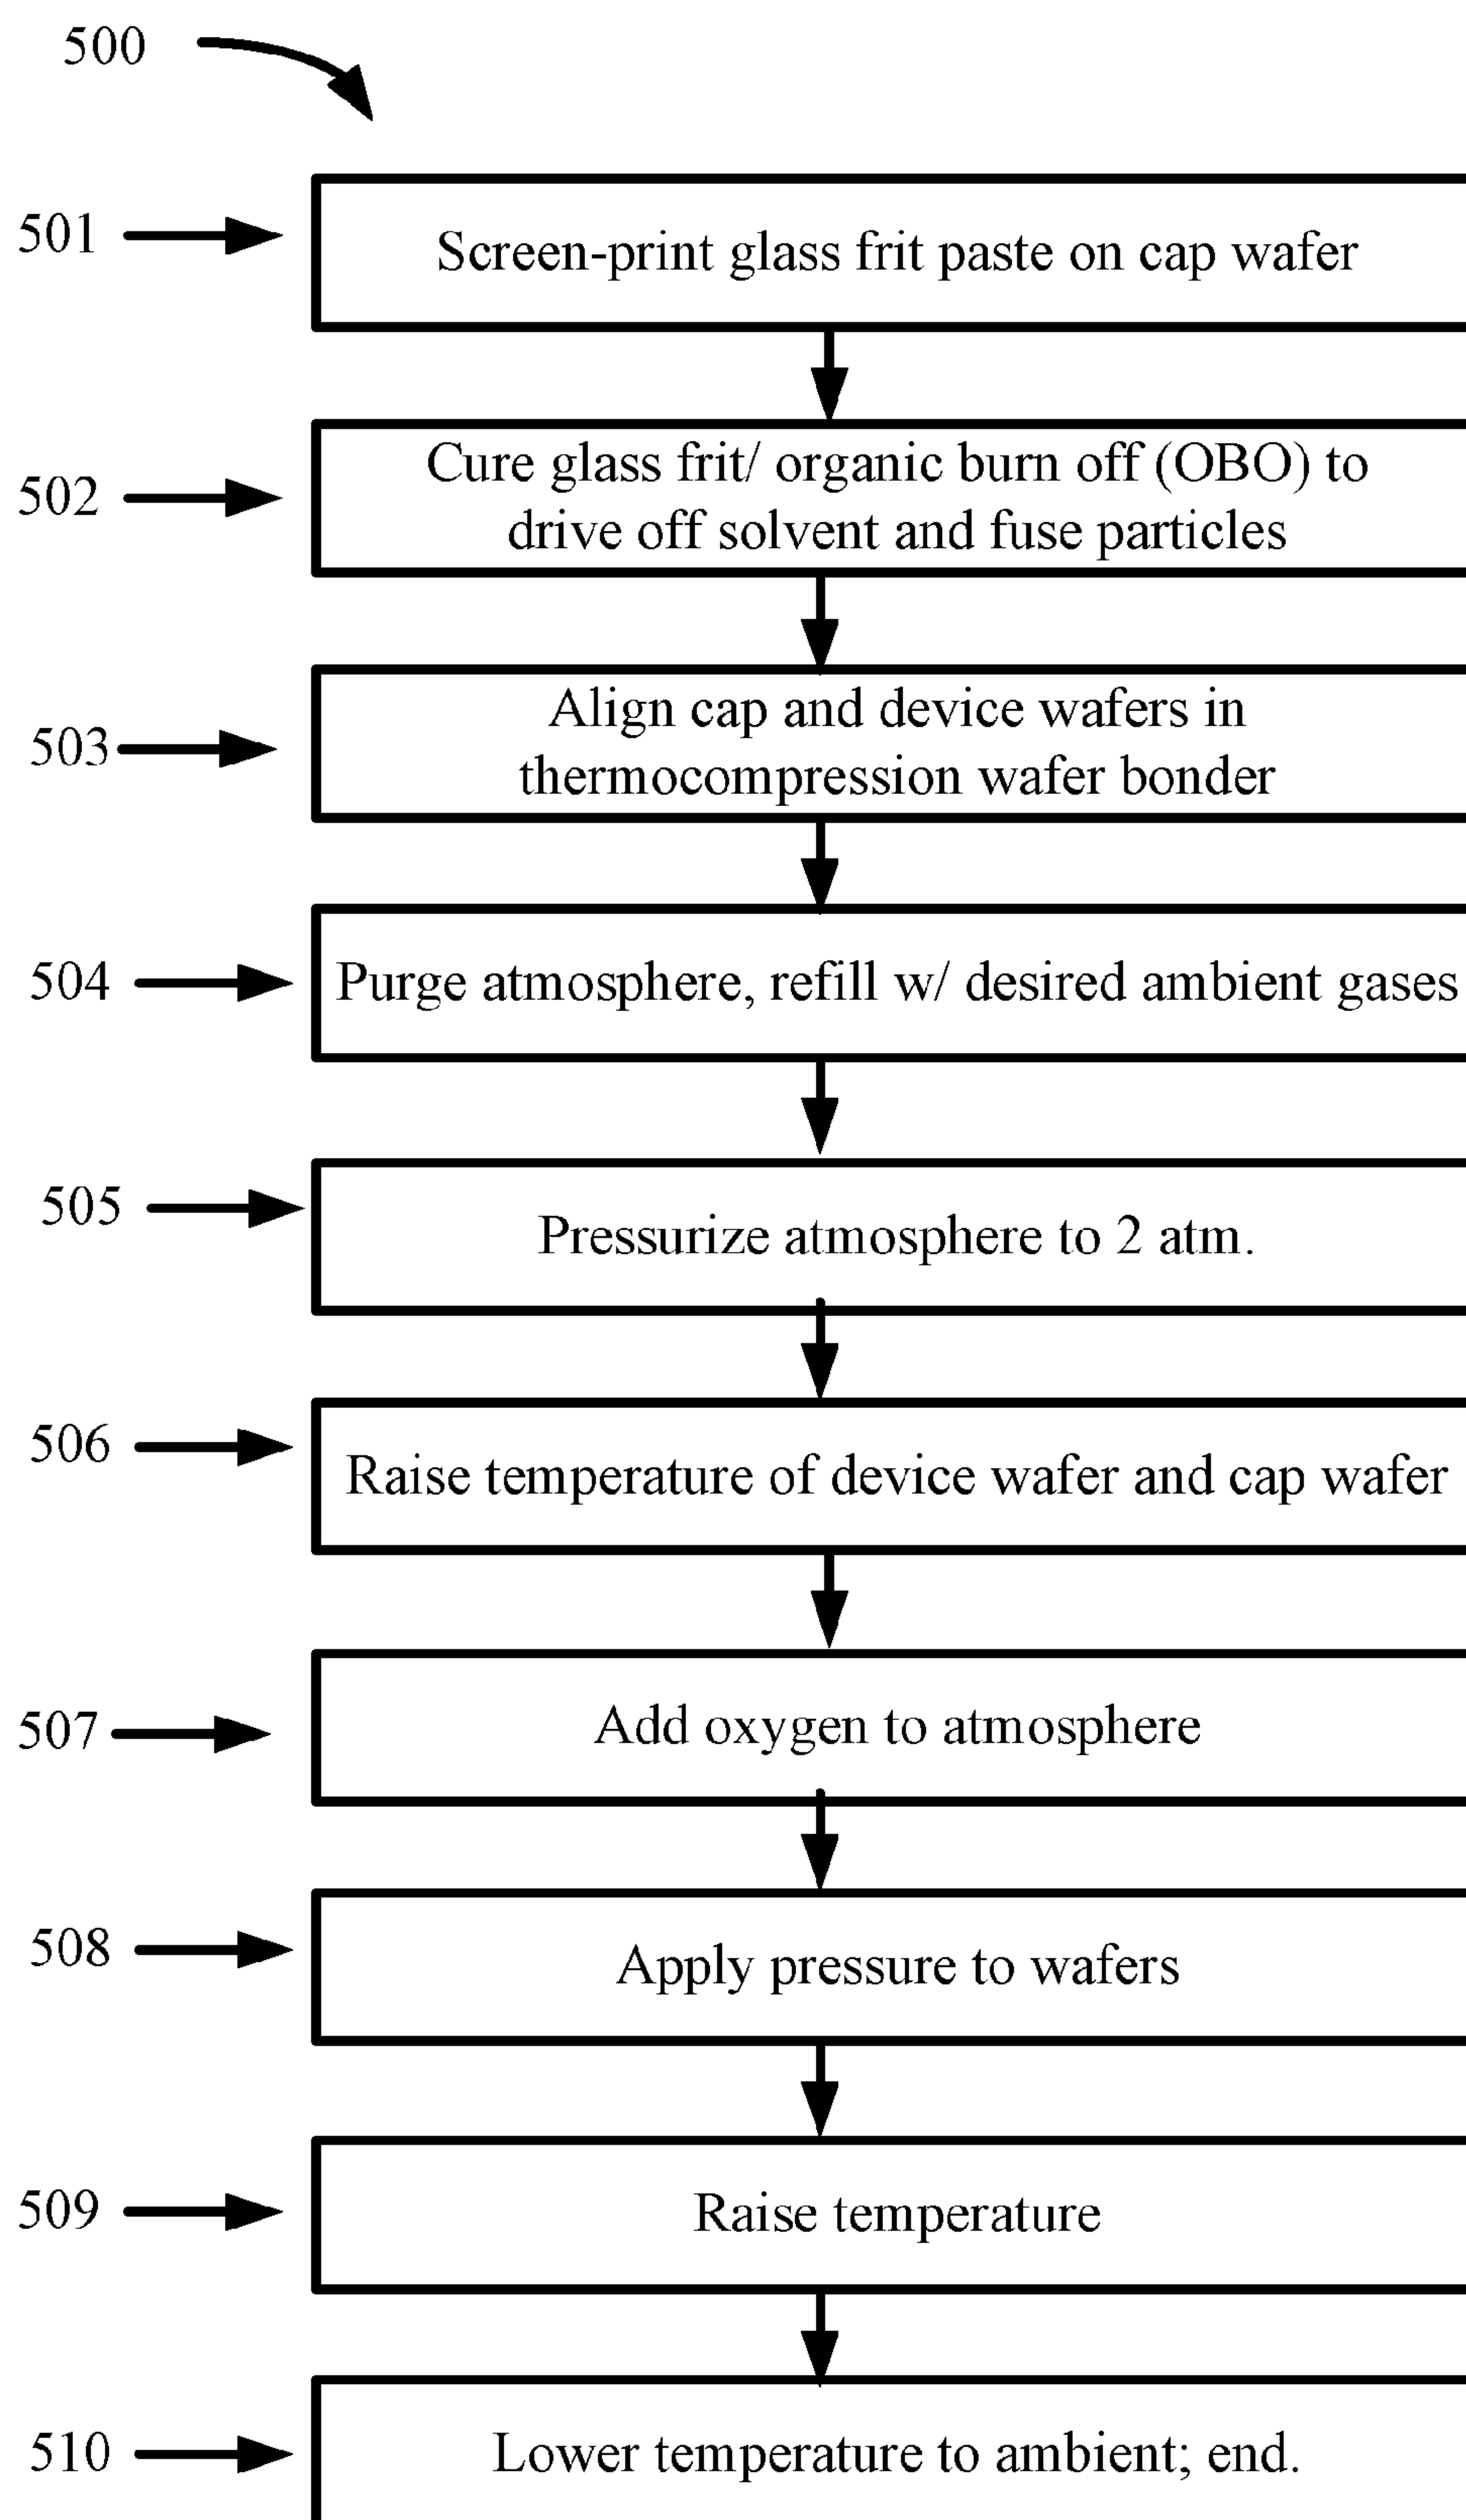 500
501
Screen-print glass frit paste on cap wafer
502
Cure glass frit/ organic burn off (OBO) to
drive off solvent and fuse particles
503
Align cap and device wafers in
thermocompression wafer bonder
504
Purge atmosphere, refill w/ desired ambient gases
505
Pressurize atmosphere to 2 atm.
506
Raise temperature of device wafer and cap wafer
507
Add oxygen to atmosphere
508
Apply pressure to wafers
509
Raise temperature
510
Lower temperature to ambient; end.